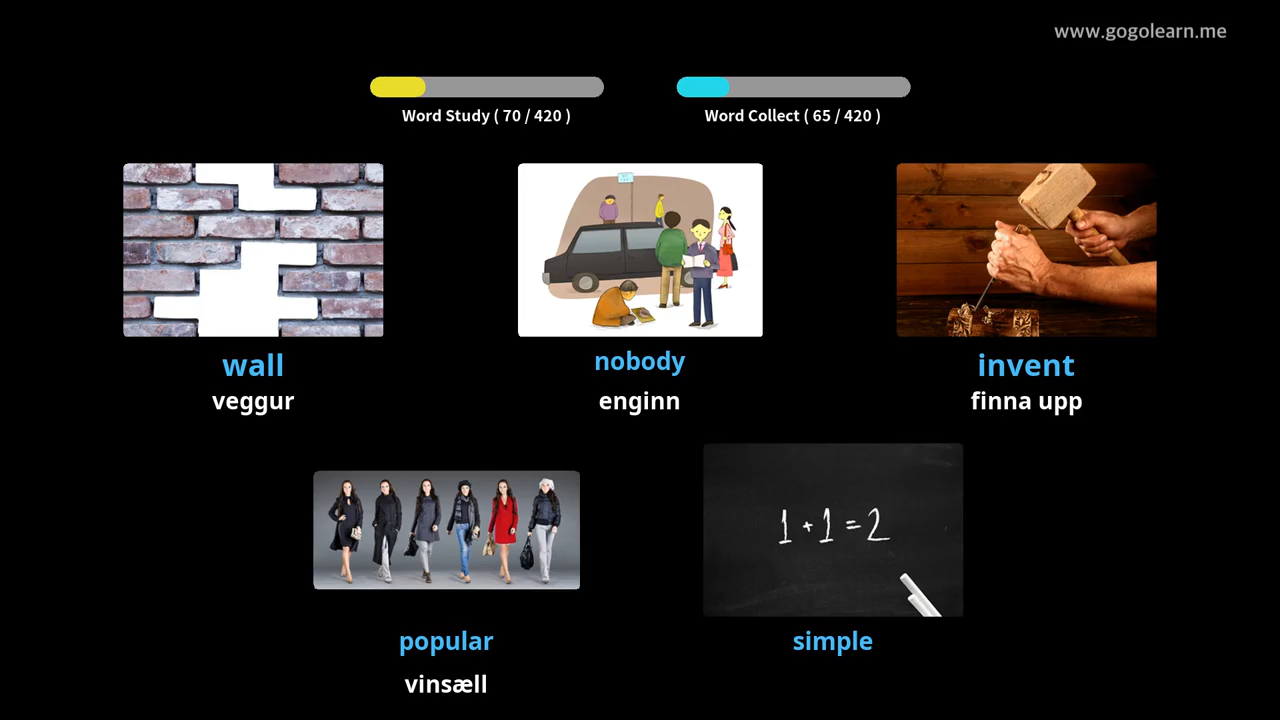 www.gogolearn.me
Word Study ( 70 / 420 )
Word Collect ( 65 / 420 )
wall
veggur
nobody
enginn
invent
finna upp
1 + 1 = 2
popular
vinsæll
simple